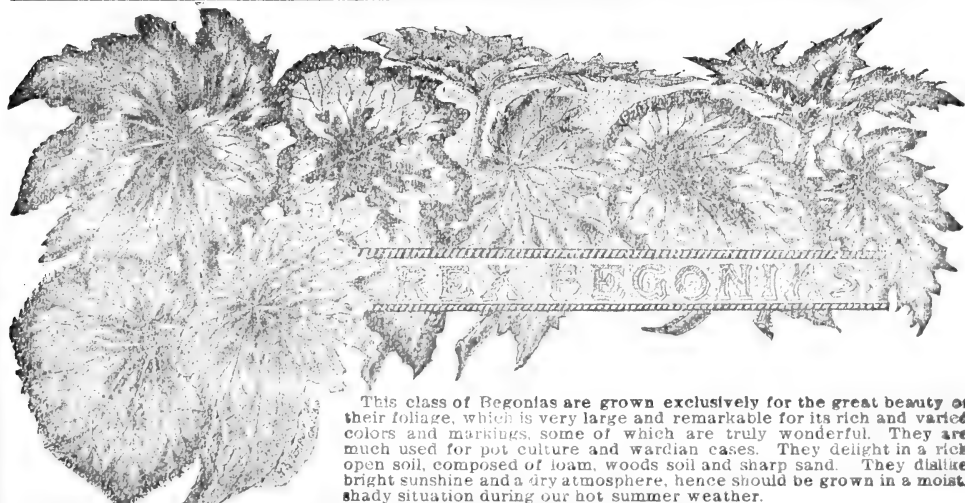 REX BEGONIAS
This class of Begonias are grown exclusively for the great beauty of
their foliage, which is very large and remarkable for its rich and varied
colors and markings, some of which are truly wonderful. They are
much used for pot culture and wardian cases. They delight in a rich
open soil, composed of loam, woods soil and sharp sand. They dislike
bright sunshine and a dry atmosphere, hence should be grown in a moist,
shady situation during our hot summer weather.